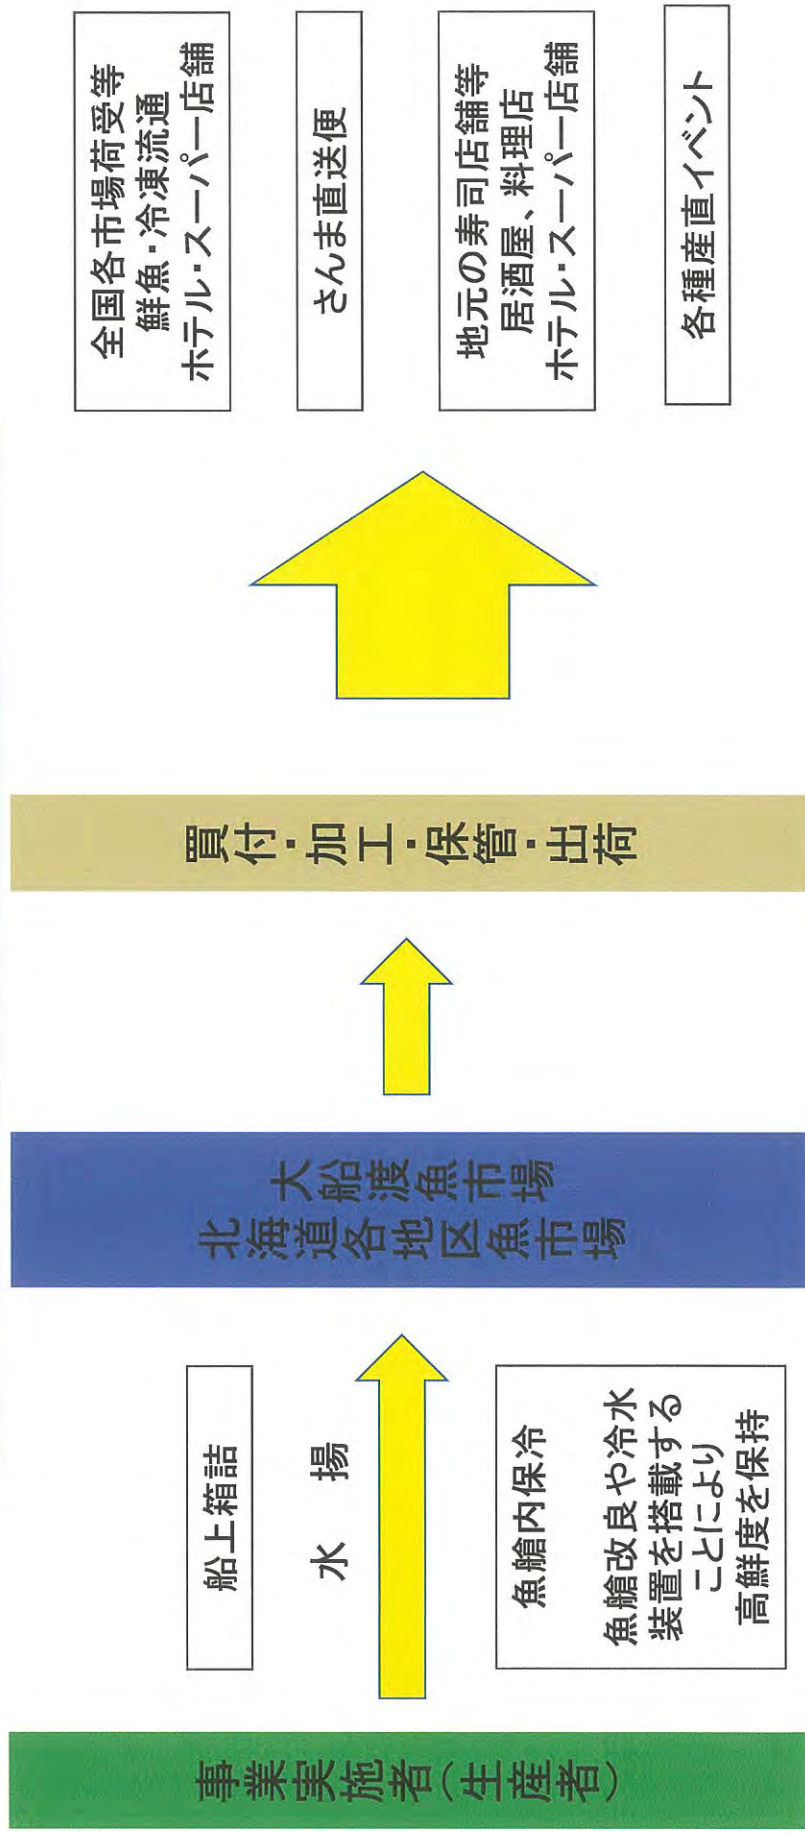 事業実施者（生産者）
船上箱詰
水　揚
魚艙内保冷
魚艙改良や冷水
装置を搭載する
ことにより
高鮮度を保持
大船渡魚市場
北海道各地区魚市場
買付・加工・保管・出荷
全国各市場荷受等
鮮魚・冷凍流通
ホテル・スーパー店舗
さんま直送便
地元の寿司店舗等
居酒屋、料理店
ホテル・スーパー店舗
各種産直イベント